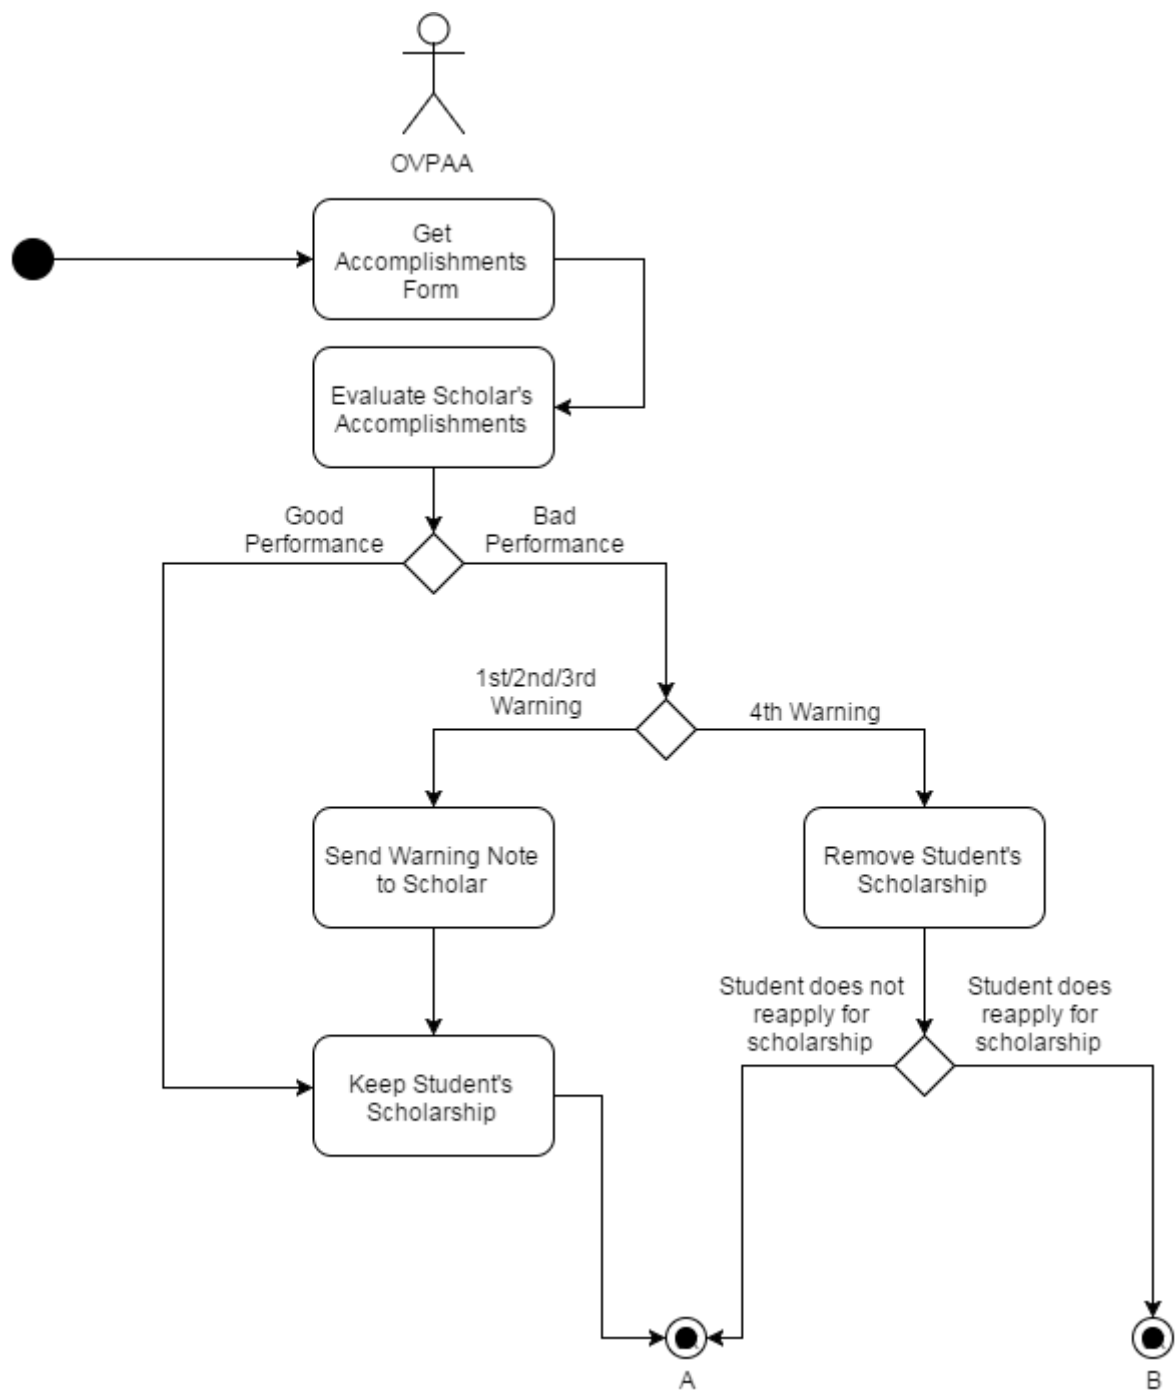 OVPAA
Get
Accomplishments
Form
Evaluate Scholar's
Accomplishments
Good
Performance
Bad
Performance
1st/2nd/3rd
Warning
4th Warning
Send Warning Note
to Scholar
Remove Student's
Scholarship
Student does not
reapply for
scholarship
Student does
reapply for
scholarship
Keep Student's
Scholarship
A
B